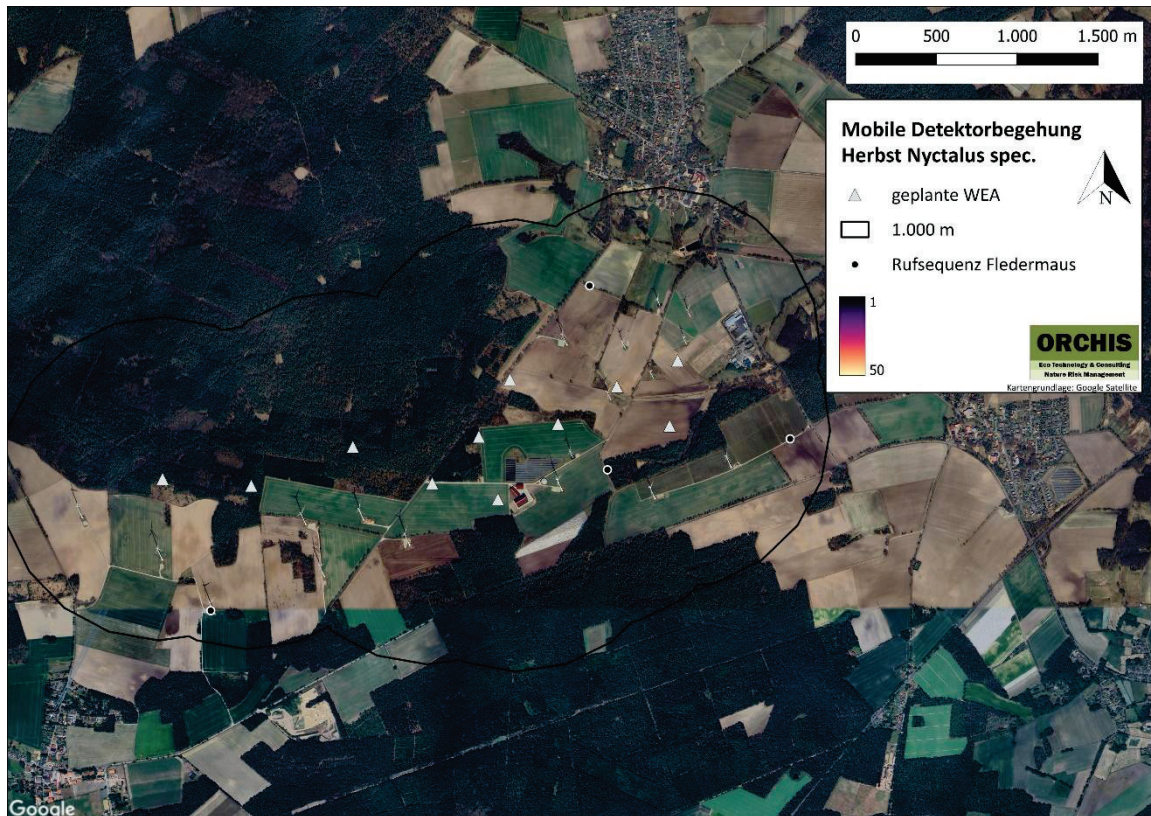 0 500 1.000 1.500 m
Mobile Detektorbegehung
Herbst Nyctalus spec.
N
geplante WEA
1.000 m
Rufsequenz Fledermaus
1
50
ORCHIS
Eco Technology & Consulting
Nature Risk Management
Kartengrundlage: Google Satellite
Google